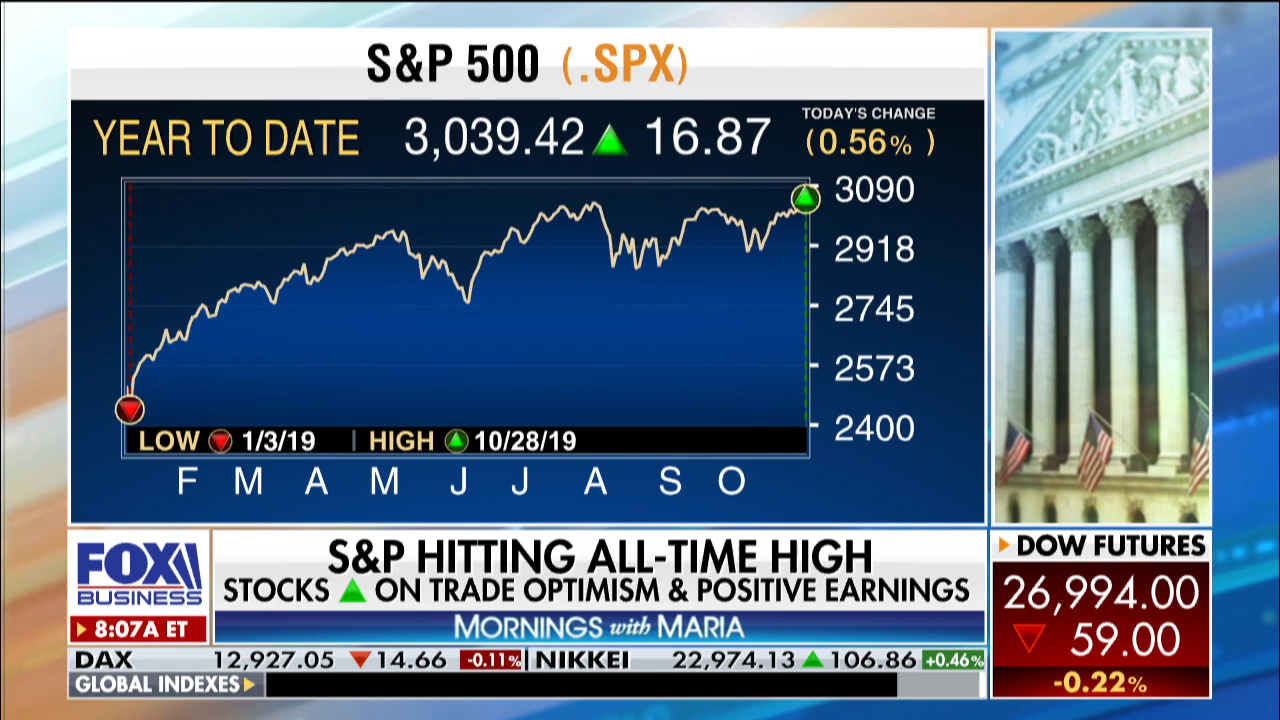 S&P 500 (.SPX)
YEAR TO DATE 3,039.42 ▲ 16.87 TODAY'S CHANGE (0.56% )
3090
2918
2745
2573
2400
LOW ▼ 1/3/19 | HIGH ▲ 10/28/19
F M A M J J A S O
FOX BUSINESS
8:07A ET
S&P HITTING ALL-TIME HIGH
STOCKS ▲ ON TRADE OPTIMISM & POSITIVE EARNINGS
MORNINGS with MARIA
DOW FUTURES
26,994.00
▼ 59.00
-0.22%
DAX 12,927.05 ▼ 14.66 -0.11% NIKKEI 22,974.13 ▲ 106.86 +0.46%
GLOBAL INDEXES